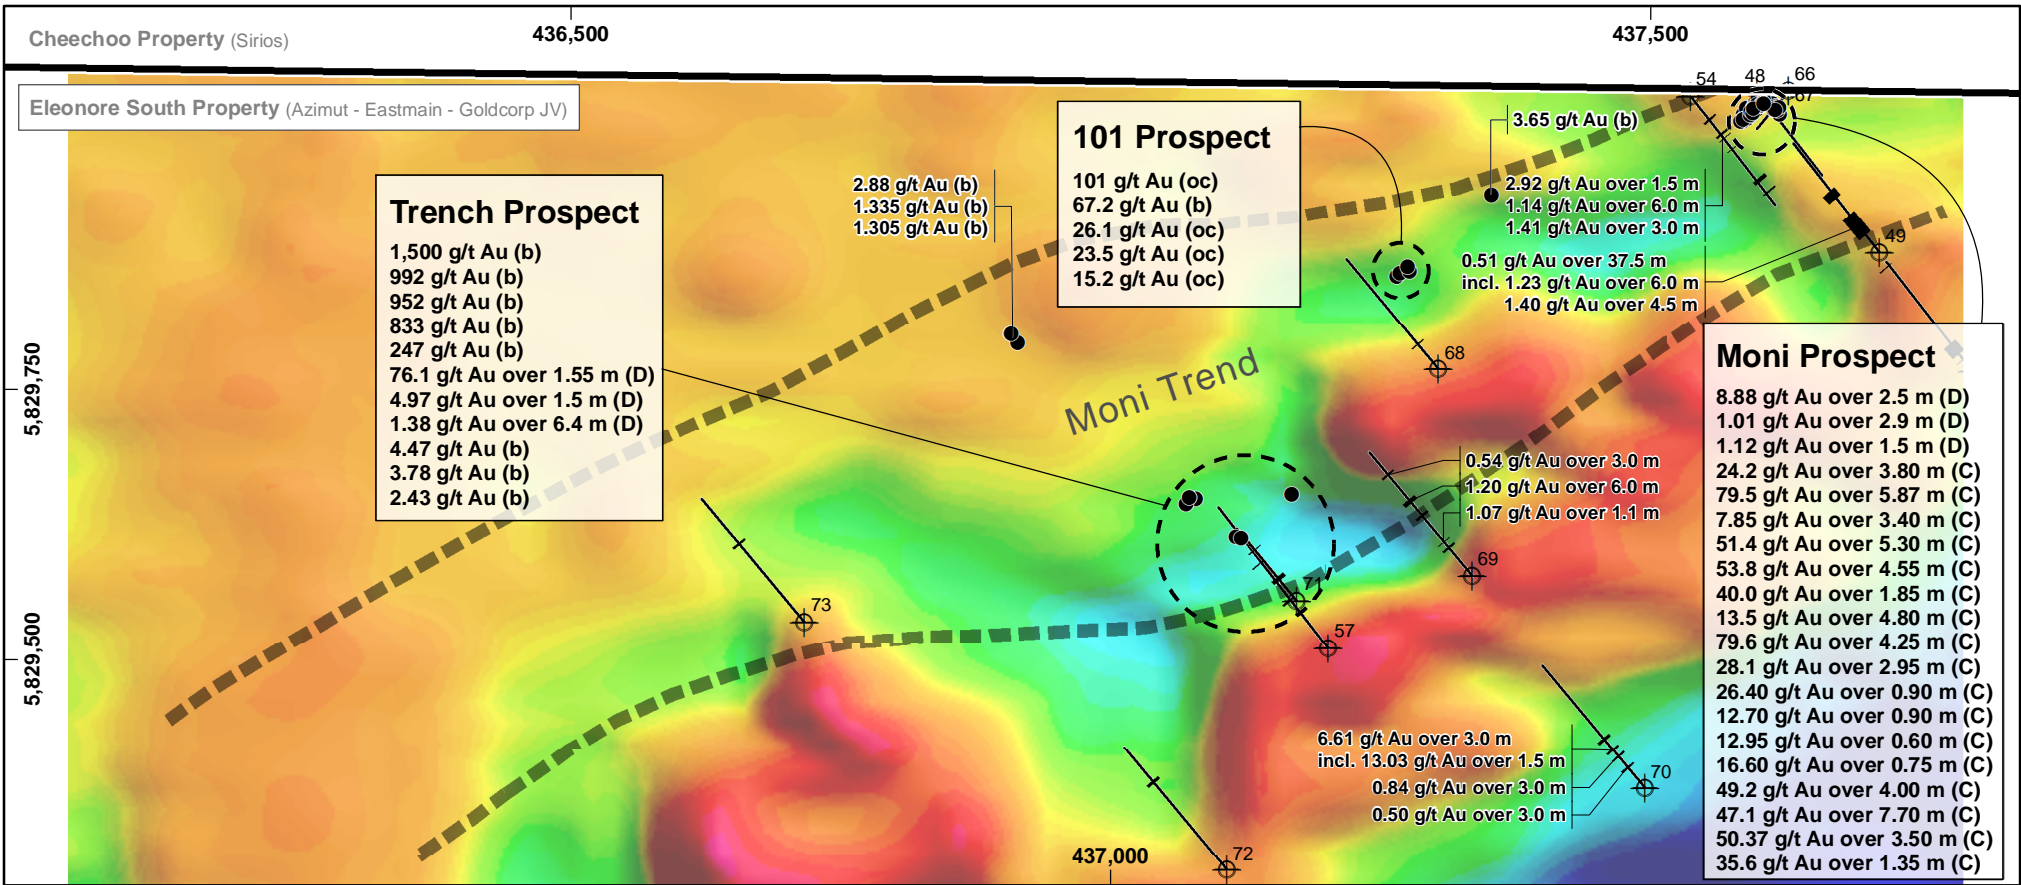 Cheechoo Property (Sirios)
436,500
437,500
Eleonore South Property (Azimut - Eastmain - Goldcorp JV)
54
48
66
67
49
Trench Prospect
1,500 g/t Au (b)
992 g/t Au (b)
952 g/t Au (b)
833 g/t Au (b)
247 g/t Au (b)
76.1 g/t Au over 1.55 m (D)
4.97 g/t Au over 1.5 m (D)
1.38 g/t Au over 6.4 m (D)
4.47 g/t Au (b)
3.78 g/t Au (b)
2.43 g/t Au (b)
2.88 g/t Au (b)
1.335 g/t Au (b)
1.305 g/t Au (b)
101 Prospect
101 g/t Au (oc)
67.2 g/t Au (b)
26.1 g/t Au (oc)
23.5 g/t Au (oc)
15.2 g/t Au (oc)
3.65 g/t Au (b)
2.92 g/t Au over 1.5 m
1.14 g/t Au over 6.0 m
1.41 g/t Au over 3.0 m
0.51 g/t Au over 37.5 m
incl. 1.23 g/t Au over 6.0 m
1.40 g/t Au over 4.5 m
Moni Prospect
8.88 g/t Au over 2.5 m (D)
1.01 g/t Au over 2.9 m (D)
1.12 g/t Au over 1.5 m (D)
24.2 g/t Au over 3.80 m (C)
79.5 g/t Au over 5.87 m (C)
7.85 g/t Au over 3.40 m (C)
51.4 g/t Au over 5.30 m (C)
53.8 g/t Au over 4.55 m (C)
40.0 g/t Au over 1.85 m (C)
13.5 g/t Au over 4.80 m (C)
79.6 g/t Au over 4.25 m (C)
28.1 g/t Au over 2.95 m (C)
26.40 g/t Au over 0.90 m (C)
12.70 g/t Au over 0.90 m (C)
12.95 g/t Au over 0.60 m (C)
16.60 g/t Au over 0.75 m (C)
49.2 g/t Au over 4.00 m (C)
47.1 g/t Au over 7.70 m (C)
50.37 g/t Au over 3.50 m (C)
35.6 g/t Au over 1.35 m (C)
5,829,750
Moni Trend
68
0.54 g/t Au over 3.0 m
1.20 g/t Au over 6.0 m
1.07 g/t Au over 1.1 m
69
71
73
57
5,829,500
6.61 g/t Au over 3.0 m
incl. 13.03 g/t Au over 1.5 m
0.84 g/t Au over 3.0 m
0.50 g/t Au over 3.0 m
70
437,000
72